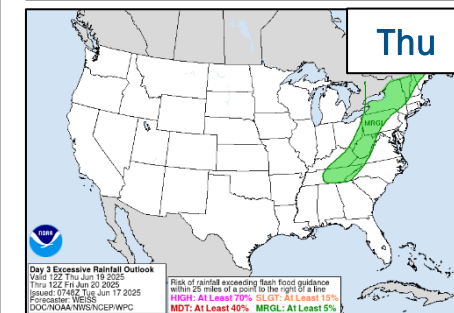 Thu
MRGL
NOAA
Day 3 Excessive Rainfall Outlook
Valid 12Z Thu Jun 19 2025
Thru 12Z Fri Jun 20 2025
Issued: 0748Z Tue Jun 17 2025
Forecaster: WEISS
DOC/NOAA/NWS/NCEP/WPC
Risk of rainfall exceeding flash flood guidance
within 25 miles of a point to the right of a line
HIGH: At Least 70% SLGT: At Least 15%
MDT: At Least 40% MRGL: At Least 5%